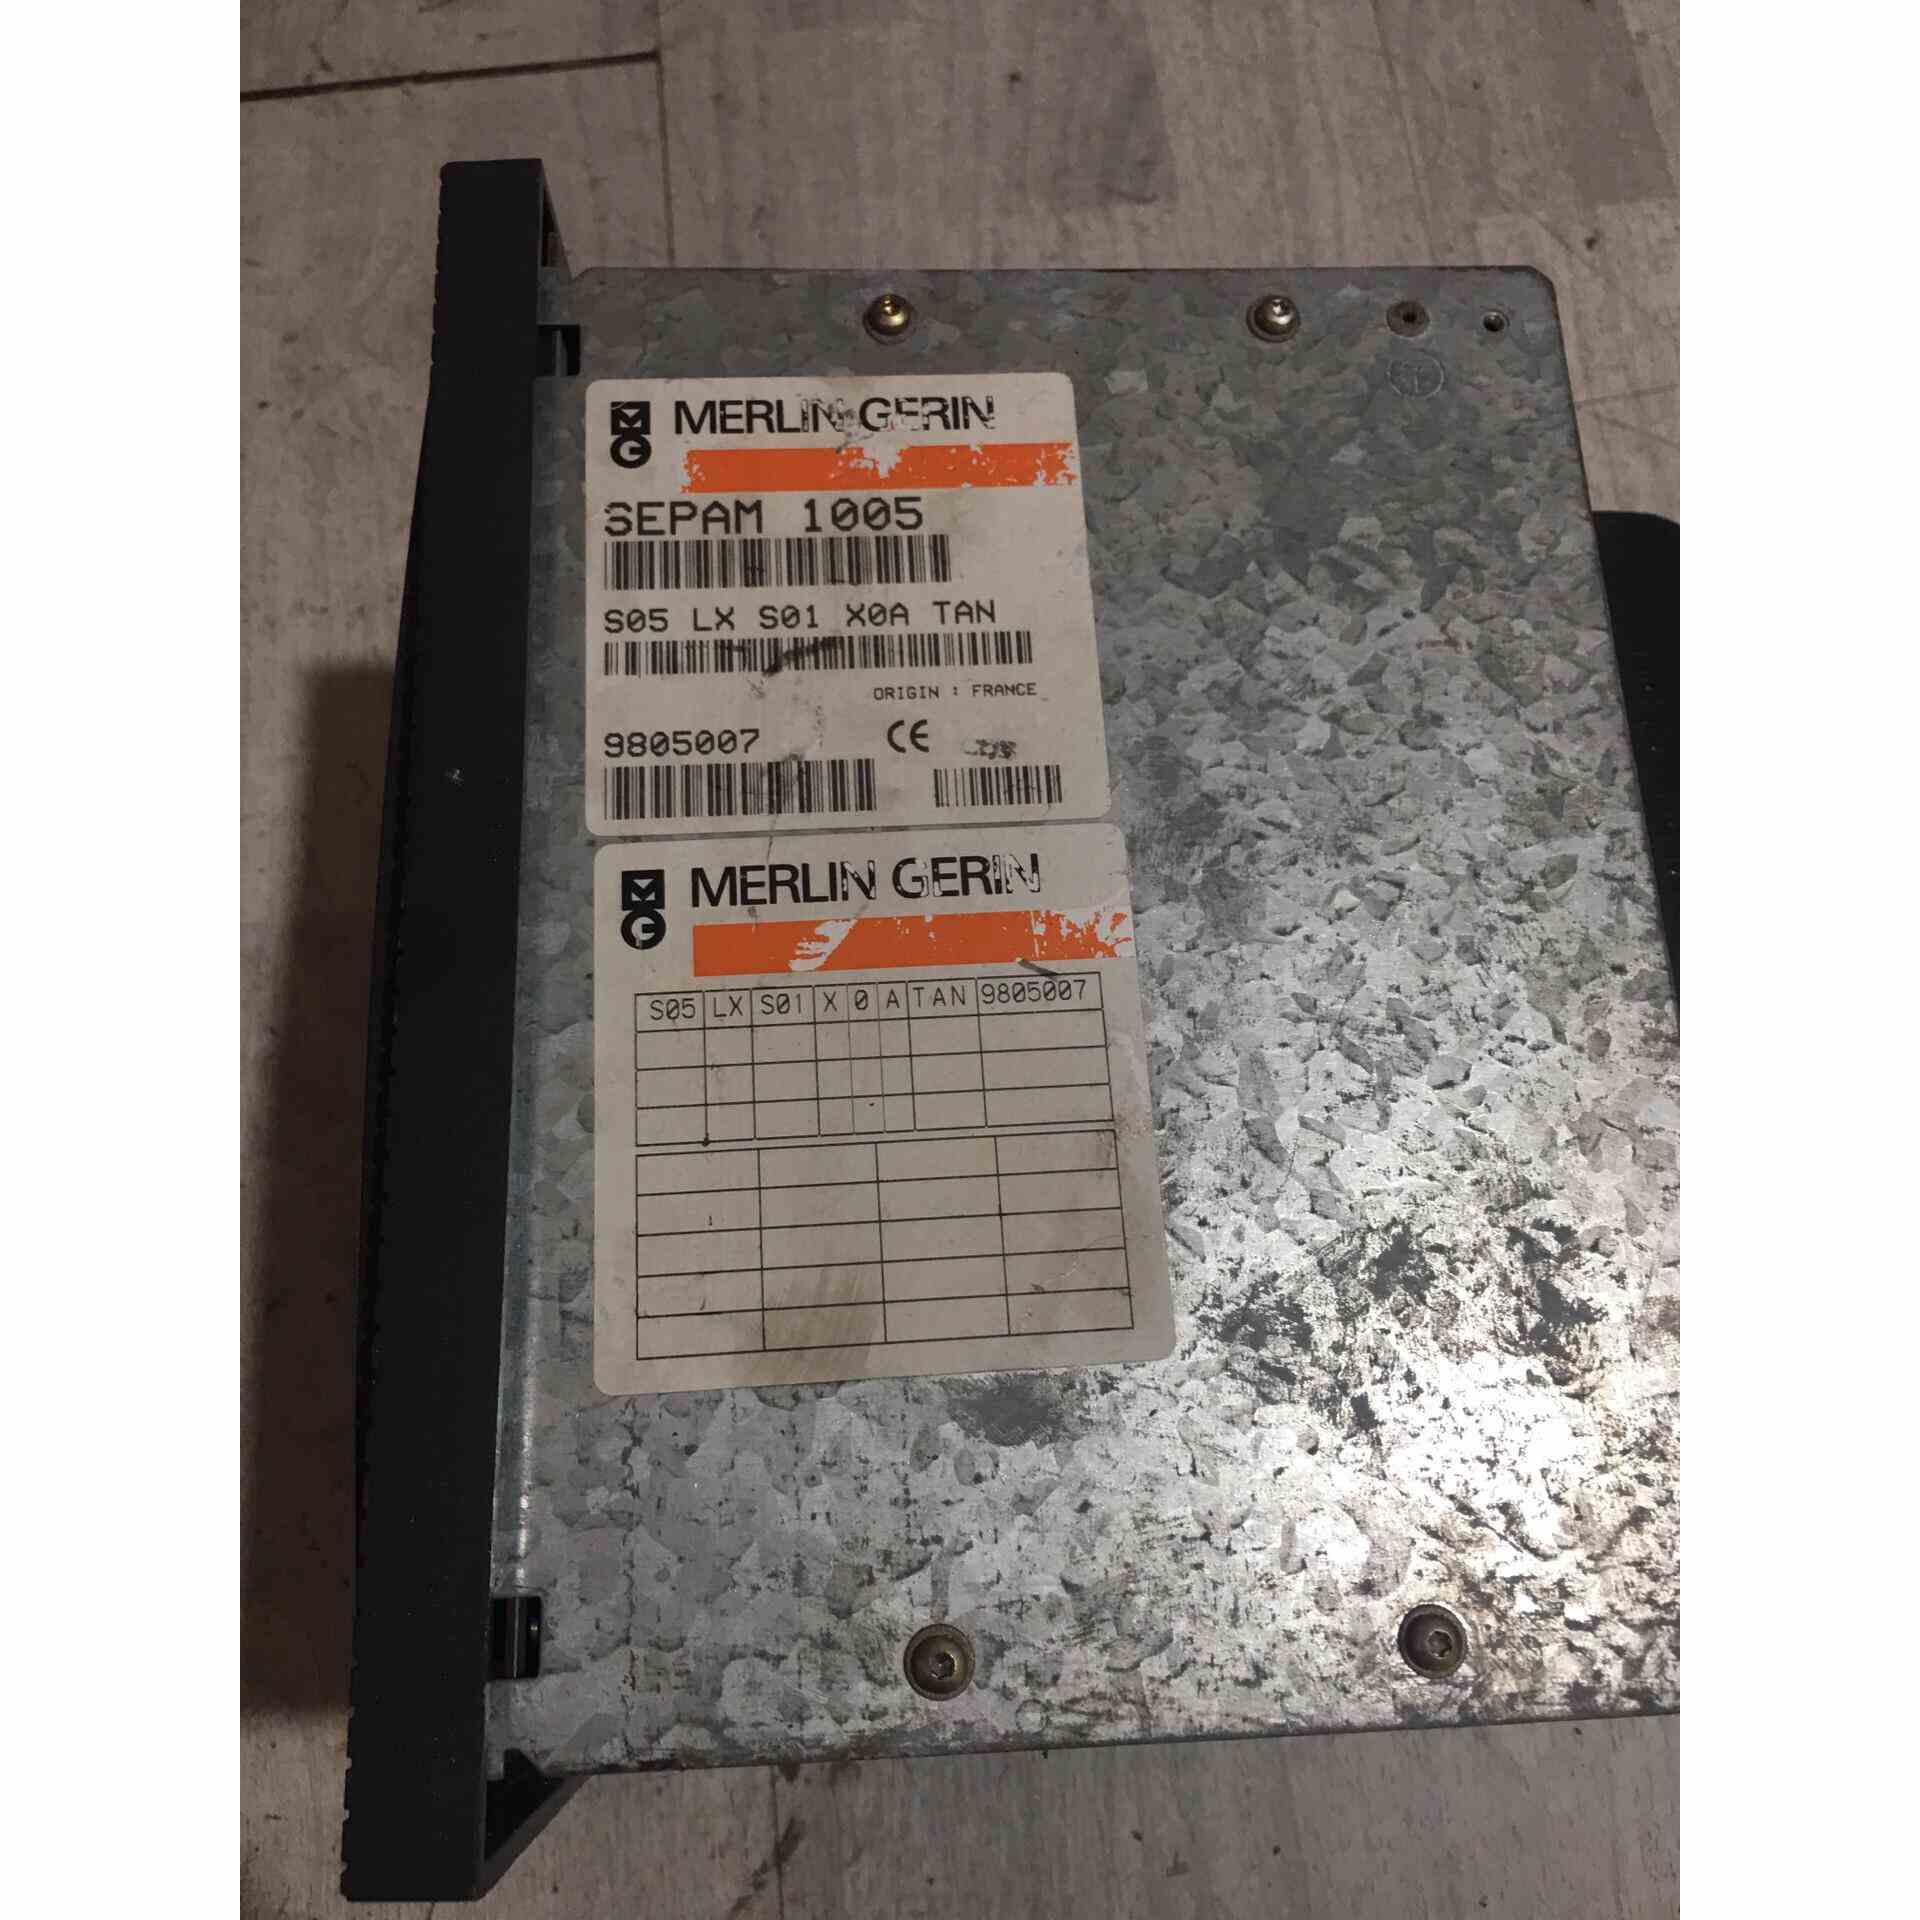 MERLIN GERIN
SEPAM 1005
S05 LX S01 X0A TAN
ORIGIN : FRANCE
9805007
CE
MERLIN GERIN
S05 LX S01 X 0 A TAN 9805007